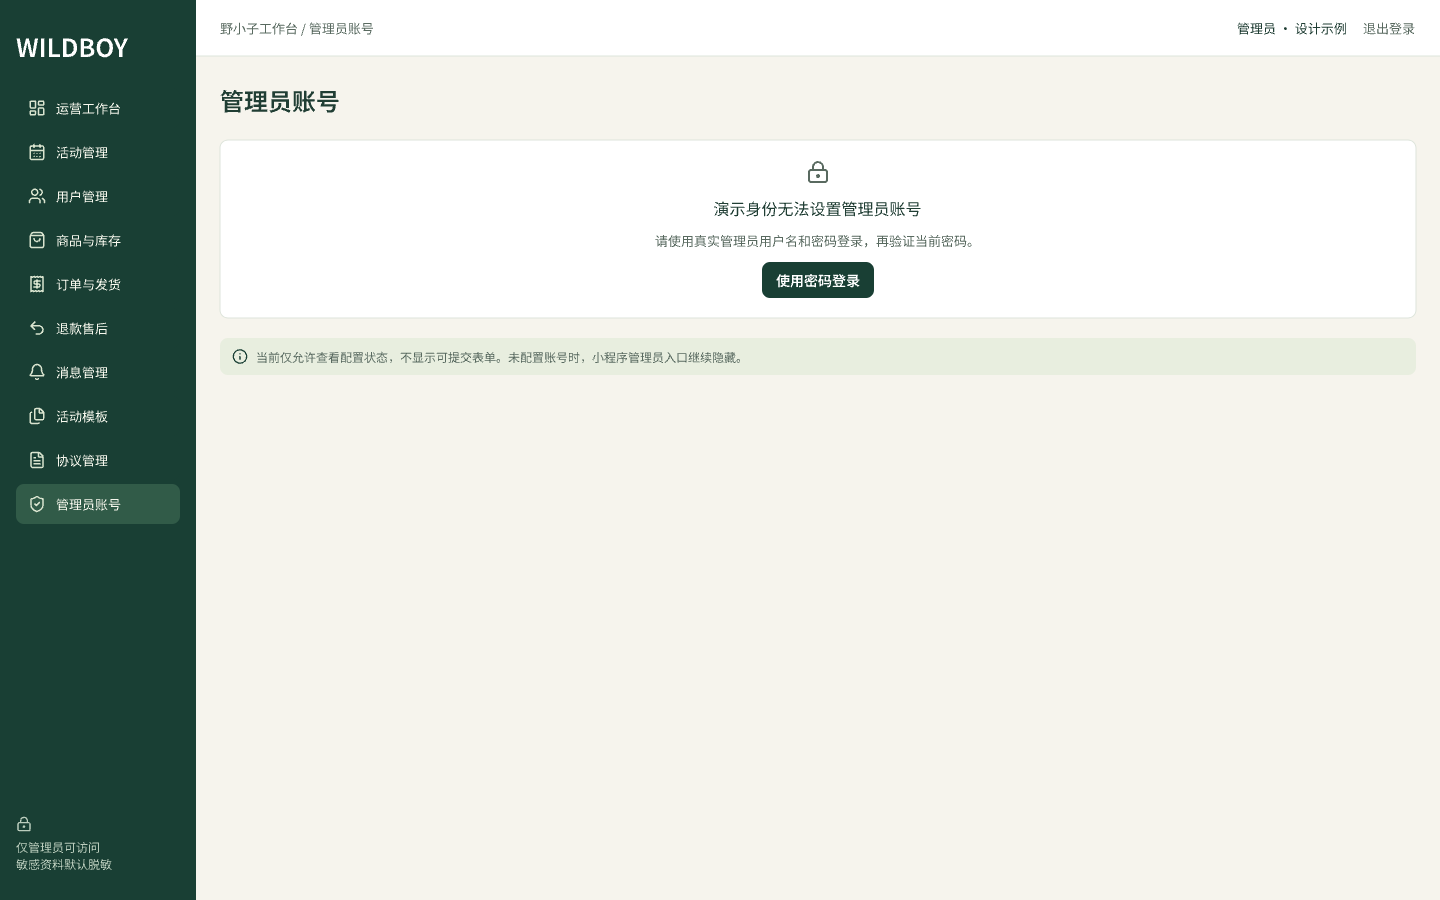 WILDBOY
运营工作台
活动管理
用户管理
商品与库存
订单与发货
退款售后
消息管理
活动模板
协议管理
管理员账号
仅管理员可访问
敏感资料默认脱敏
野小子工作台 / 管理员账号
管理员 · 设计示例 退出登录
管理员账号
演示身份无法设置管理员账号
请使用真实管理员用户名和密码登录，再验证当前密码。
使用密码登录
当前仅允许查看配置状态，不显示可提交表单。未配置账号时，小程序管理员入口继续隐藏。